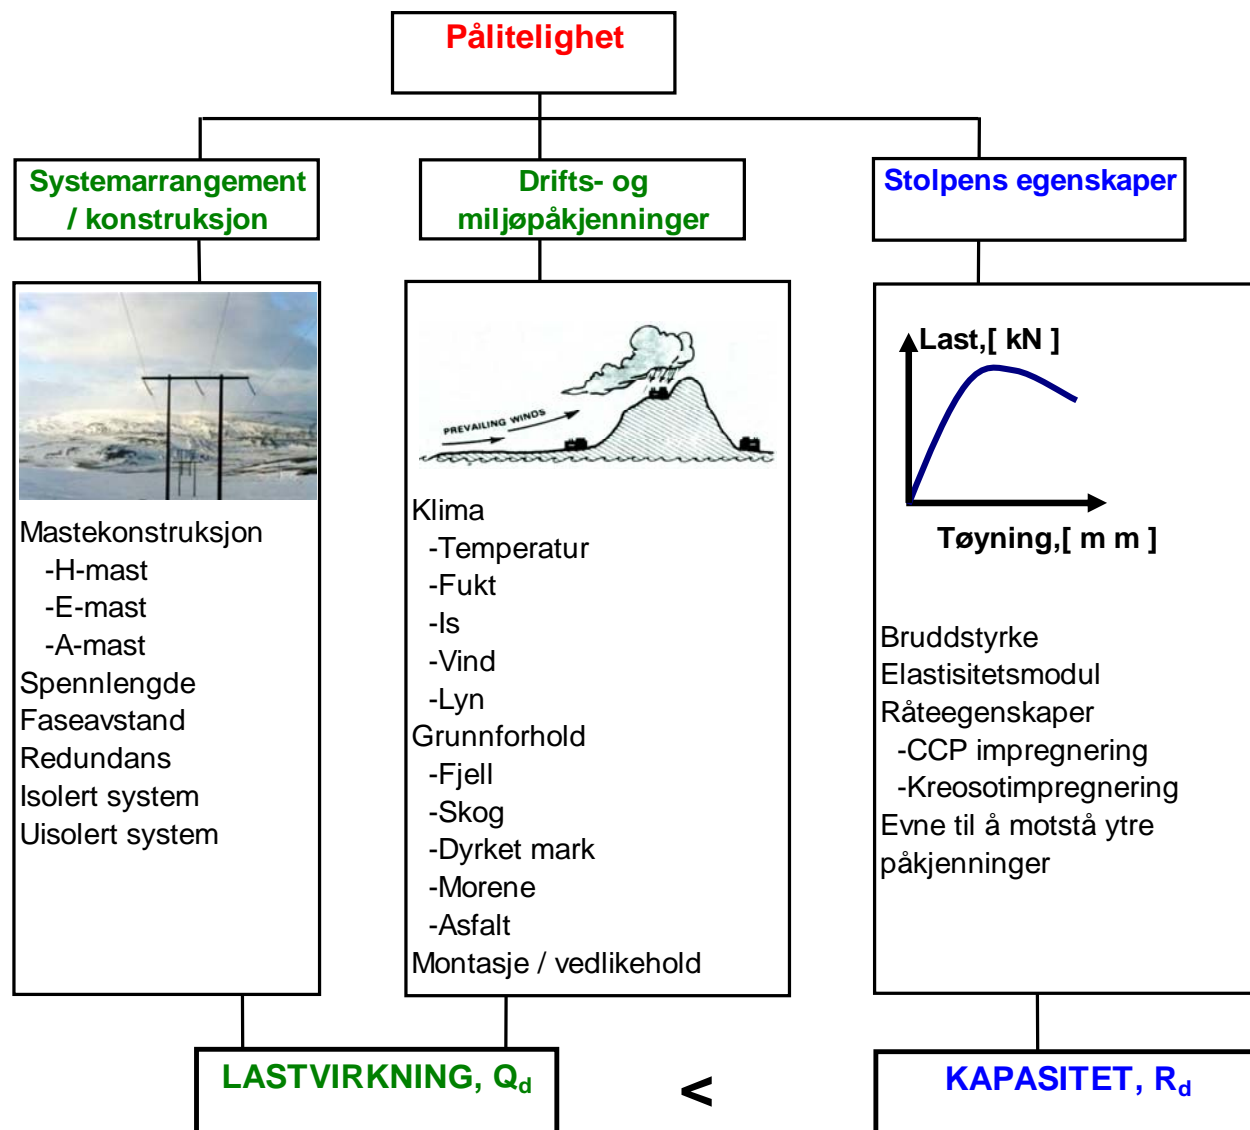 Pålitelighet
Systemarrangement
/ konstruksjon
Drifts- og
miljøpåkjenninger
Stolpens egenskaper
Mastekonstruksjon
-H-mast
-E-mast
-A-mast
Spennlengde
Faseavstand
Redundans
Isolert system
Uisolert system
PREVAILING WINDS
Klima
-Temperatur
-Fukt
-Is
-Vind
-Lyn
Grunnforhold
-Fjell
-Skog
-Dyrket mark
-Morene
-Asfalt
Montasje / vedlikehold
Last,[ kN ]
Tøyning,[ m m ]
Bruddstyrke
Elastisitetsmodul
Råteegenskaper
-CCP impregnering
-Kreosotimpregnering
Evne til å motstå ytre
påkjenninger
LASTVIRKNING, Qd
<
KAPASITET, Rd